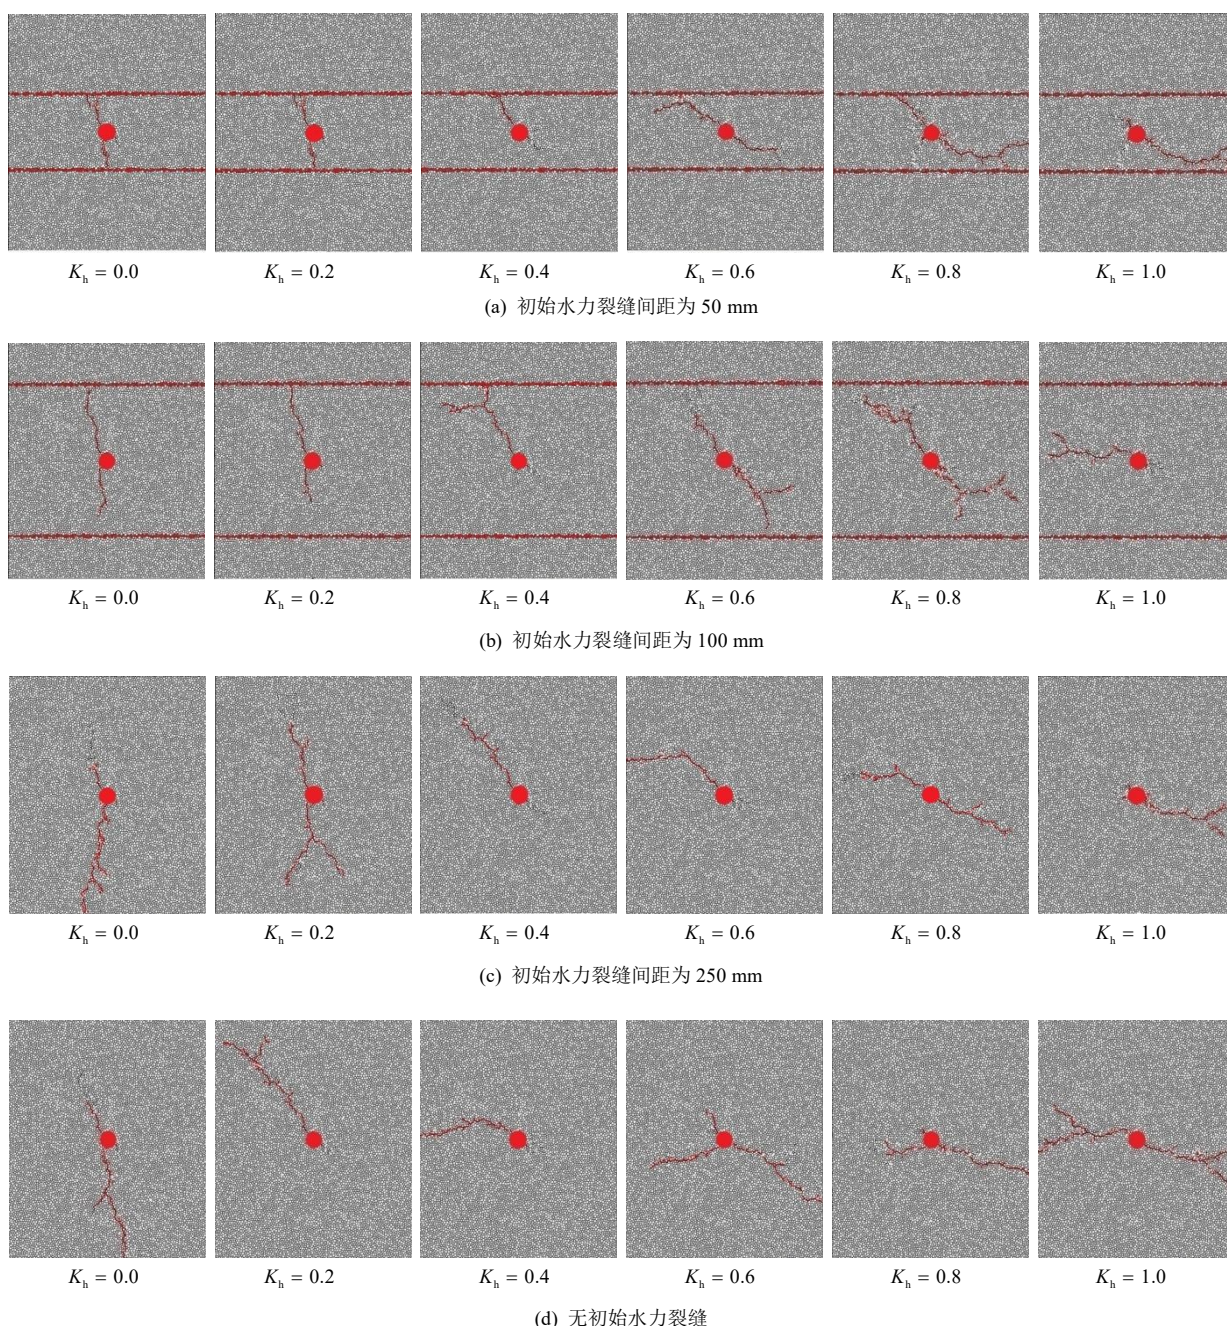 K_h = 0.0 K_h = 0.2 K_h = 0.4 K_h = 0.6 K_h = 0.8 K_h = 1.0
(a) 初始水力裂缝间距为 50 mm
K_h = 0.0 K_h = 0.2 K_h = 0.4 K_h = 0.6 K_h = 0.8 K_h = 1.0
(b) 初始水力裂缝间距为 100 mm
K_h = 0.0 K_h = 0.2 K_h = 0.4 K_h = 0.6 K_h = 0.8 K_h = 1.0
(c) 初始水力裂缝间距为 250 mm
K_h = 0.0 K_h = 0.2 K_h = 0.4 K_h = 0.6 K_h = 0.8 K_h = 1.0
(d) 无初始水力裂缝